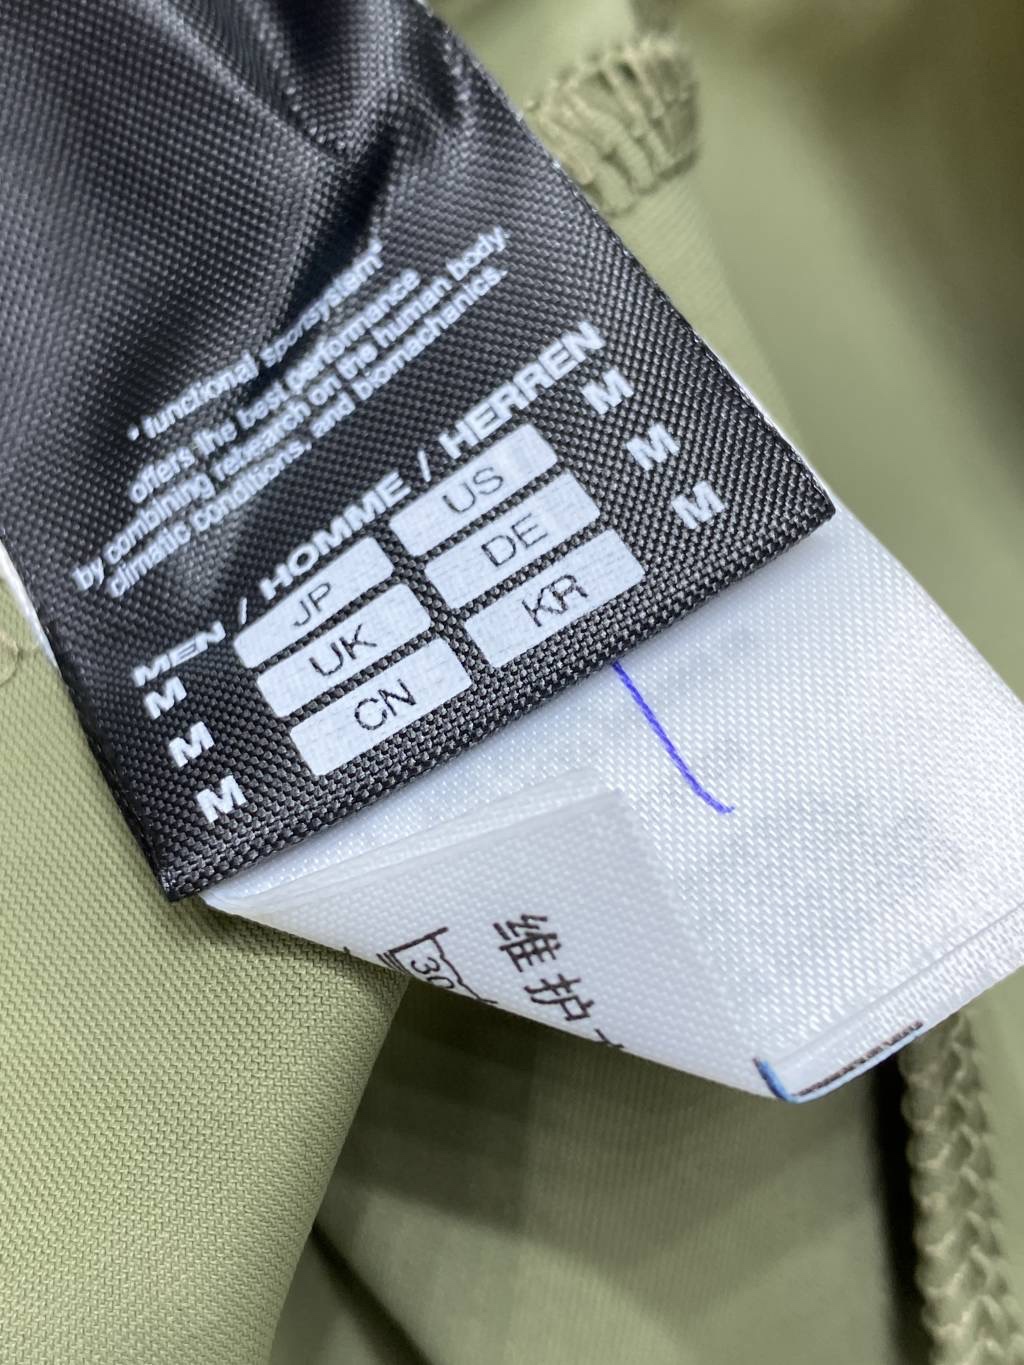 * functional sportsystem*
offers the best performance
by combining research on the human body,
climatic conditions, and biomechanics.
MEN / HOMME / HERREN
M JP US M
M UK DE M
M CN KR M
维护
30